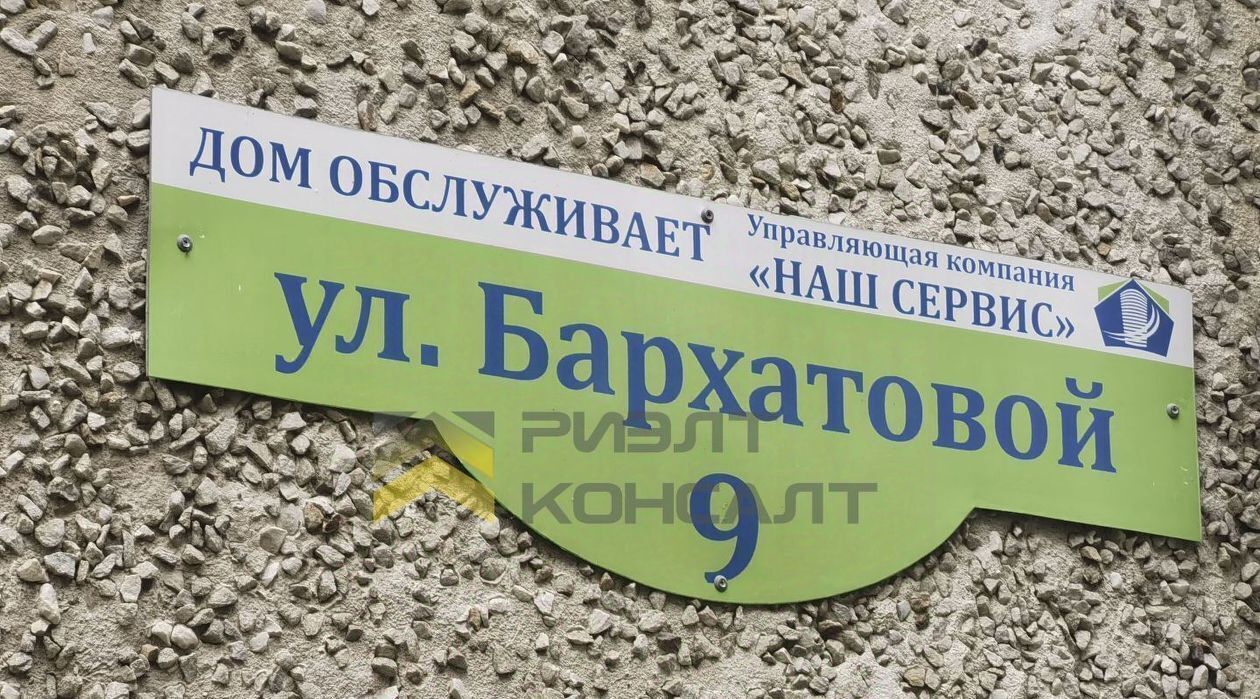 ДОМ ОБСЛУЖИВАЕТ
Управляющая компания
«НАШ СЕРВИС»
ул. Бархатовой
9
РИЭЛТ
КОНСАЛТ